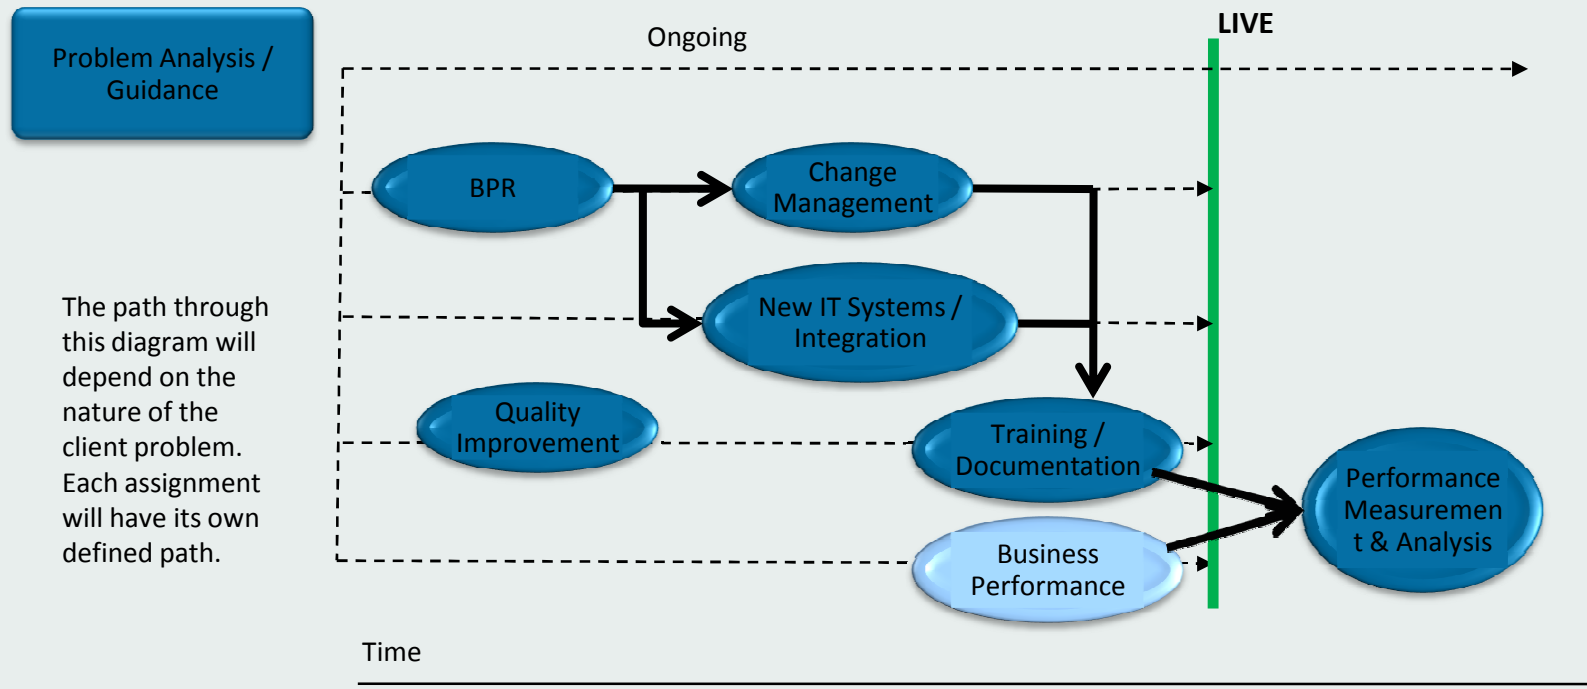 Problem Analysis /
Guidance
Ongoing
LIVE
BPR
Change
Management
New IT Systems /
Integration
The path through
this diagram will
depend on the
nature of the
client problem.
Each assignment
will have its own
defined path.
Quality
Improvement
Training /
Documentation
Performance
Measuremen
t & Analysis
Business
Performance
Time